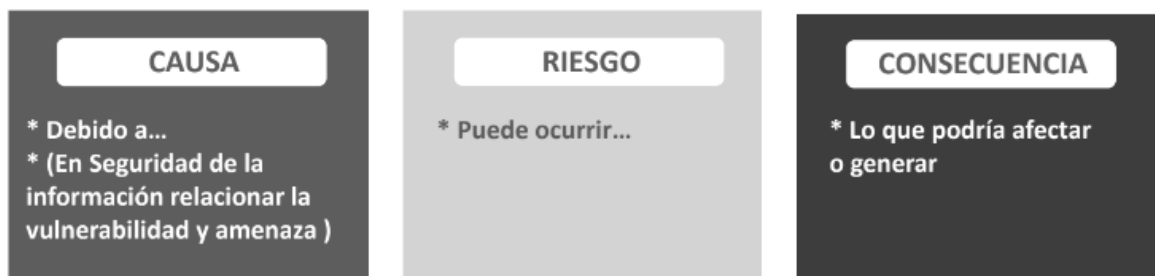 CAUSA
* Debido a...
* (En Seguridad de la
información relacionar la
vulnerabilidad y amenaza )
RIESGO
* Puede ocurrir...
CONSECUENCIA
* Lo que podría afectar
o generar